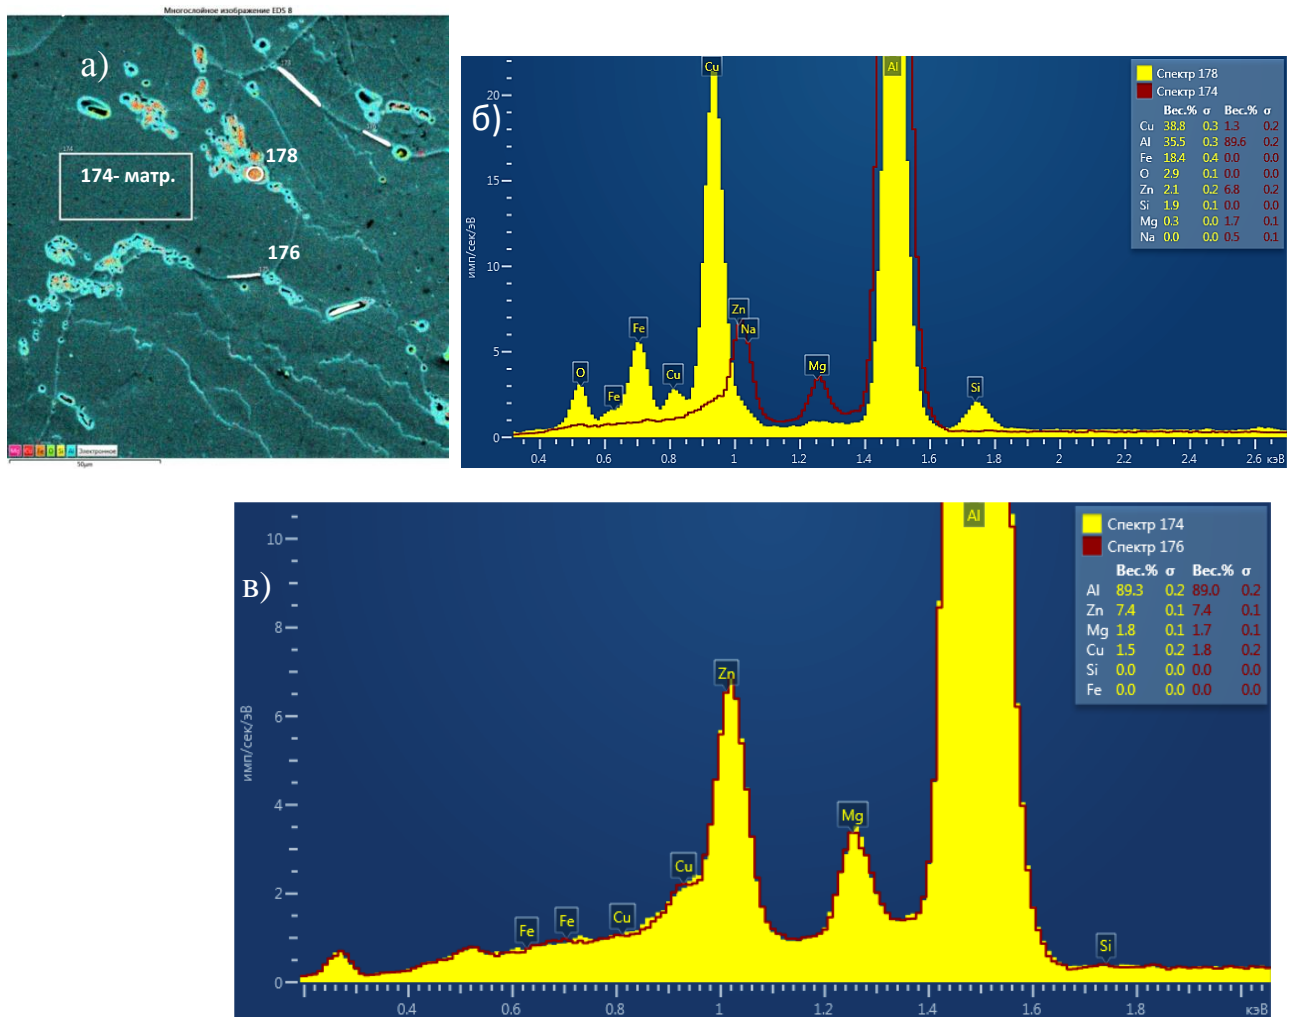 Многослойное изображение EDS 8
а)
173
174
178
174- матр.
176
Mg Zn Fe O Si Al Электронное
50μm
б)
Cu
Al
Zn
Na
Fe
Mg
O
Cu
Fe
Si
20
15
10
5
0
имп/сек/эВ
0.4 0.6 0.8 1 1.2 1.4 1.6 1.8 2 2.2 2.4 2.6 кэВ
Спектр 178
Спектр 174
Вес.% σ Вес.% σ
Cu 38.8 0.3 1.3 0.2
Al 35.5 0.3 89.6 0.2
Fe 18.4 0.4 0.0 0.0
O 2.9 0.1 0.0 0.0
Zn 2.1 0.2 6.8 0.2
Si 1.9 0.1 0.0 0.0
Mg 0.3 0.0 1.7 0.1
Na 0.0 0.0 0.5 0.1
в)
Al
Zn
Mg
Cu
Fe
Fe
Cu
Si
10
8
6
4
2
0
имп/сек/эВ
0.4 0.6 0.8 1 1.2 1.4 1.6 1.8 кэВ
Спектр 174
Спектр 176
Вес.% σ Вес.% σ
Al 89.3 0.2 89.0 0.2
Zn 7.4 0.1 7.4 0.1
Mg 1.8 0.1 1.7 0.1
Cu 1.5 0.2 1.8 0.2
Si 0.0 0.0 0.0 0.0
Fe 0.0 0.0 0.0 0.0